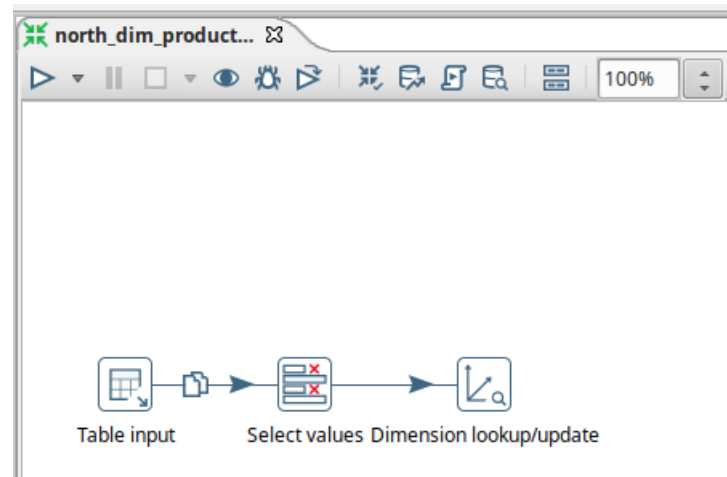 north_dim_product...
100%
Table input
Select values
Dimension lookup/update